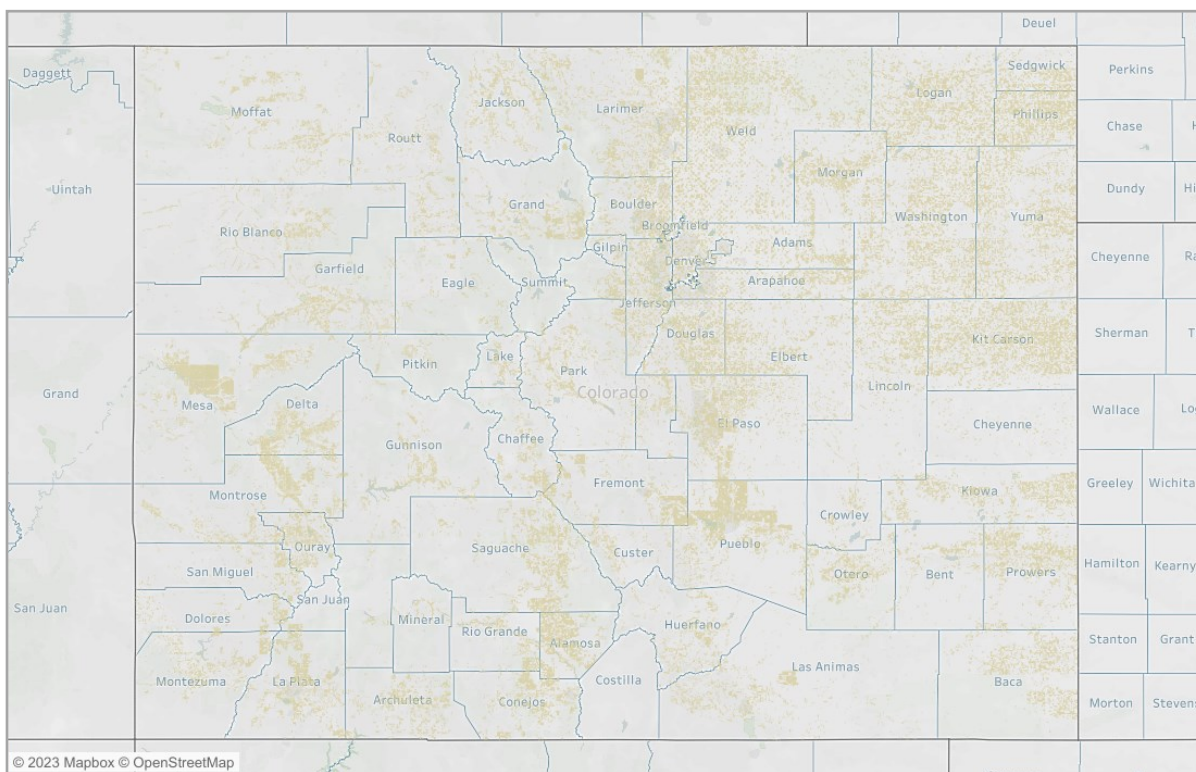 Deuel
Daggett
Sedgwick
Perkins
Logan
Jackson
Larimer
Moffat
Phillips
Chase
H
Weld
Routt
Morgan
Uintah
Dundy
Hi
Grand
Boulder
Washington
Yuma
Broomfield
Rio Blanco
Gilpin
Adams
Cheyenne
Ra
Denver
Garfield
Eagle
Summit
Arapahoe
Jefferson
Douglas
Kit Carson
Sherman
T
Elbert
Lake
Pitkin
Park
Lincoln
Grand
Colorado
Mesa
Delta
Wallace
Lo
El Paso
Cheyenne
Chaffee
Gunnison
Fremont
Greeley
Wichita
Kiowa
Montrose
Crowley
Pueblo
Ouray
Saguache
Custer
Hamilton
Kearny
San Miguel
Otero
Bent
Prowers
San Juan
San Juan
Dolores
Mineral
Rio Grande
Huerfano
Alamosa
Stanton
Grant
Las Animas
Montezuma
La Plata
Costilla
Baca
Archuleta
Conejos
Morton
Stevens
© 2023 Mapbox © OpenStreetMap